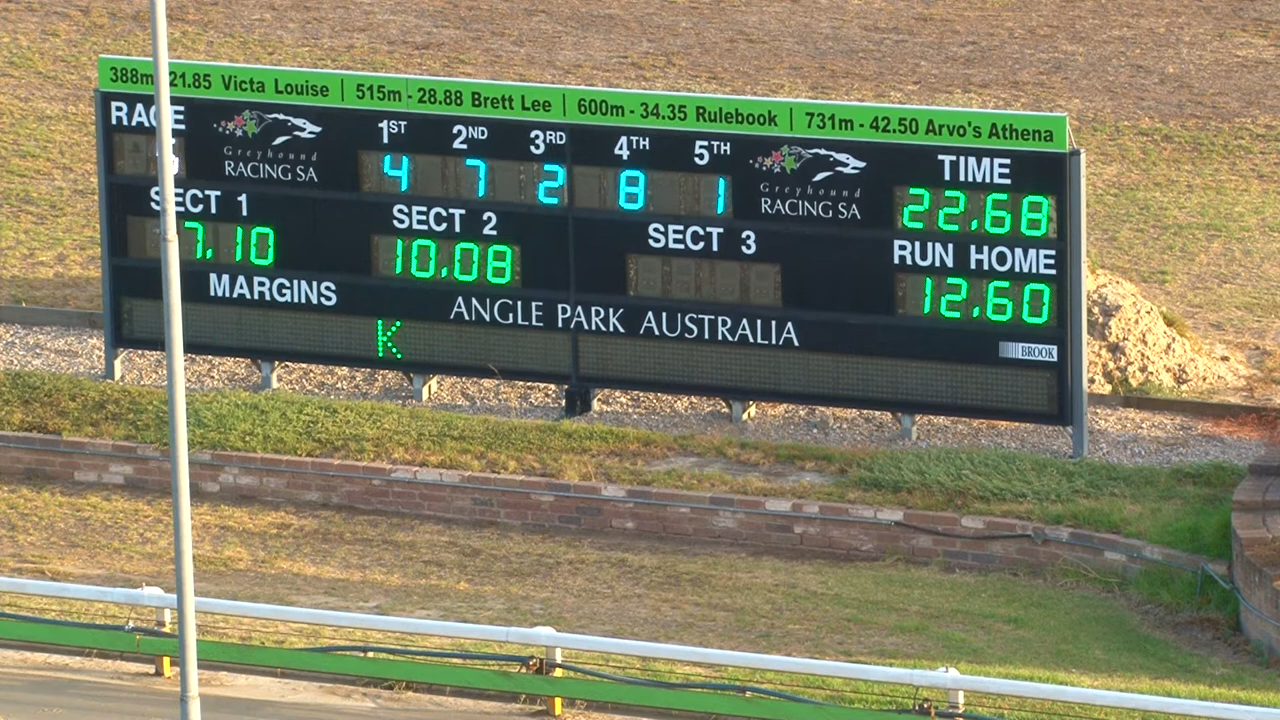 388m 21.85 Victa Louise | 515m - 28.88 Brett Lee | 600m - 34.35 Rulebook | 731m - 42.50 Arvo's Athena
RACE
Greyhound
RACING SA
1ST 2ND 3RD 4TH 5TH
4 7 2 8 1
Greyhound
RACING SA
TIME
22.68
SECT 1
7.10
SECT 2
10.08
SECT 3
RUN HOME
12.60
MARGINS
ANGLE PARK AUSTRALIA
K
BROOK